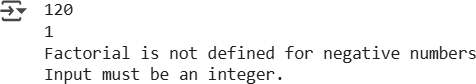 120
1
Factorial is not defined for negative numbers
Input must be an integer.